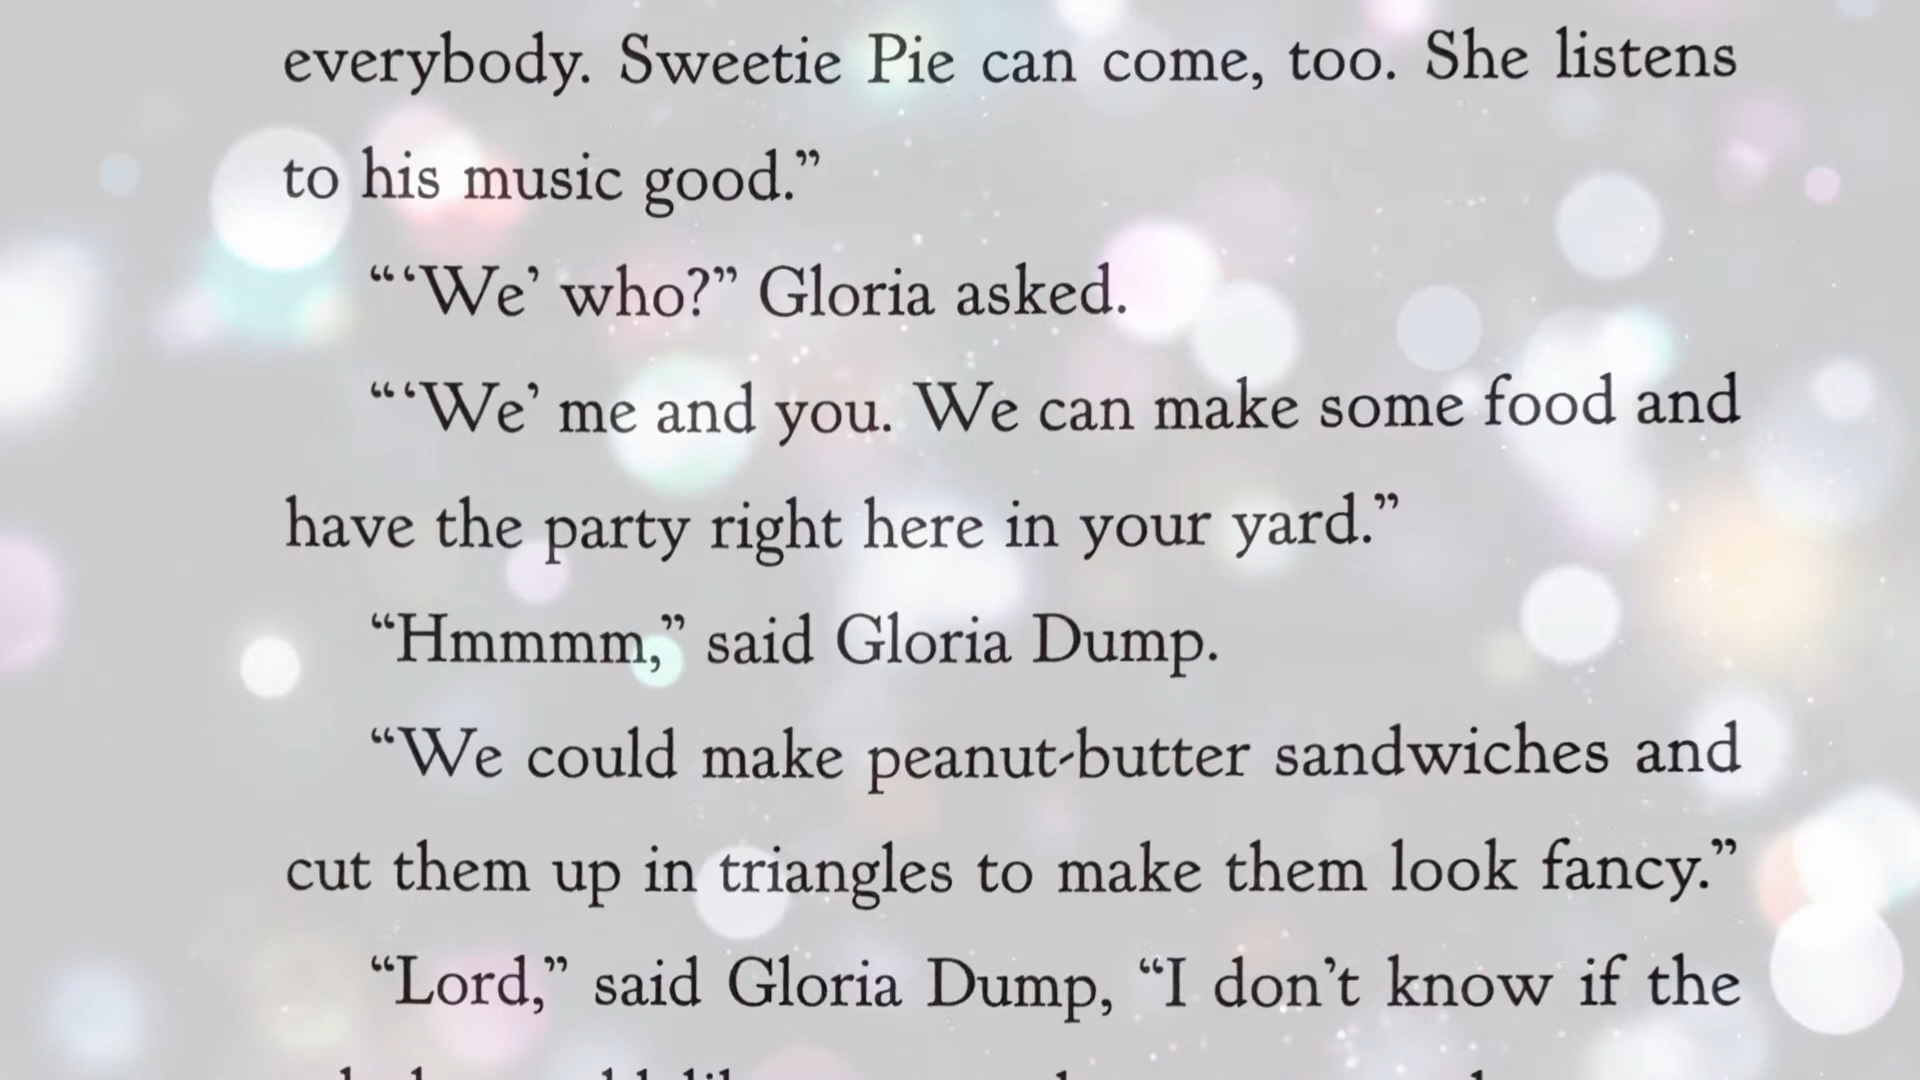 everybody. Sweetie Pie can come, too. She listens
to his music good.”
“‘We’ who?” Gloria asked.
“‘We’ me and you. We can make some food and
have the party right here in your yard.”
“Hmmmm,” said Gloria Dump.
“We could make peanut-butter sandwiches and
cut them up in triangles to make them look fancy.”
“Lord,” said Gloria Dump, “I don’t know if the